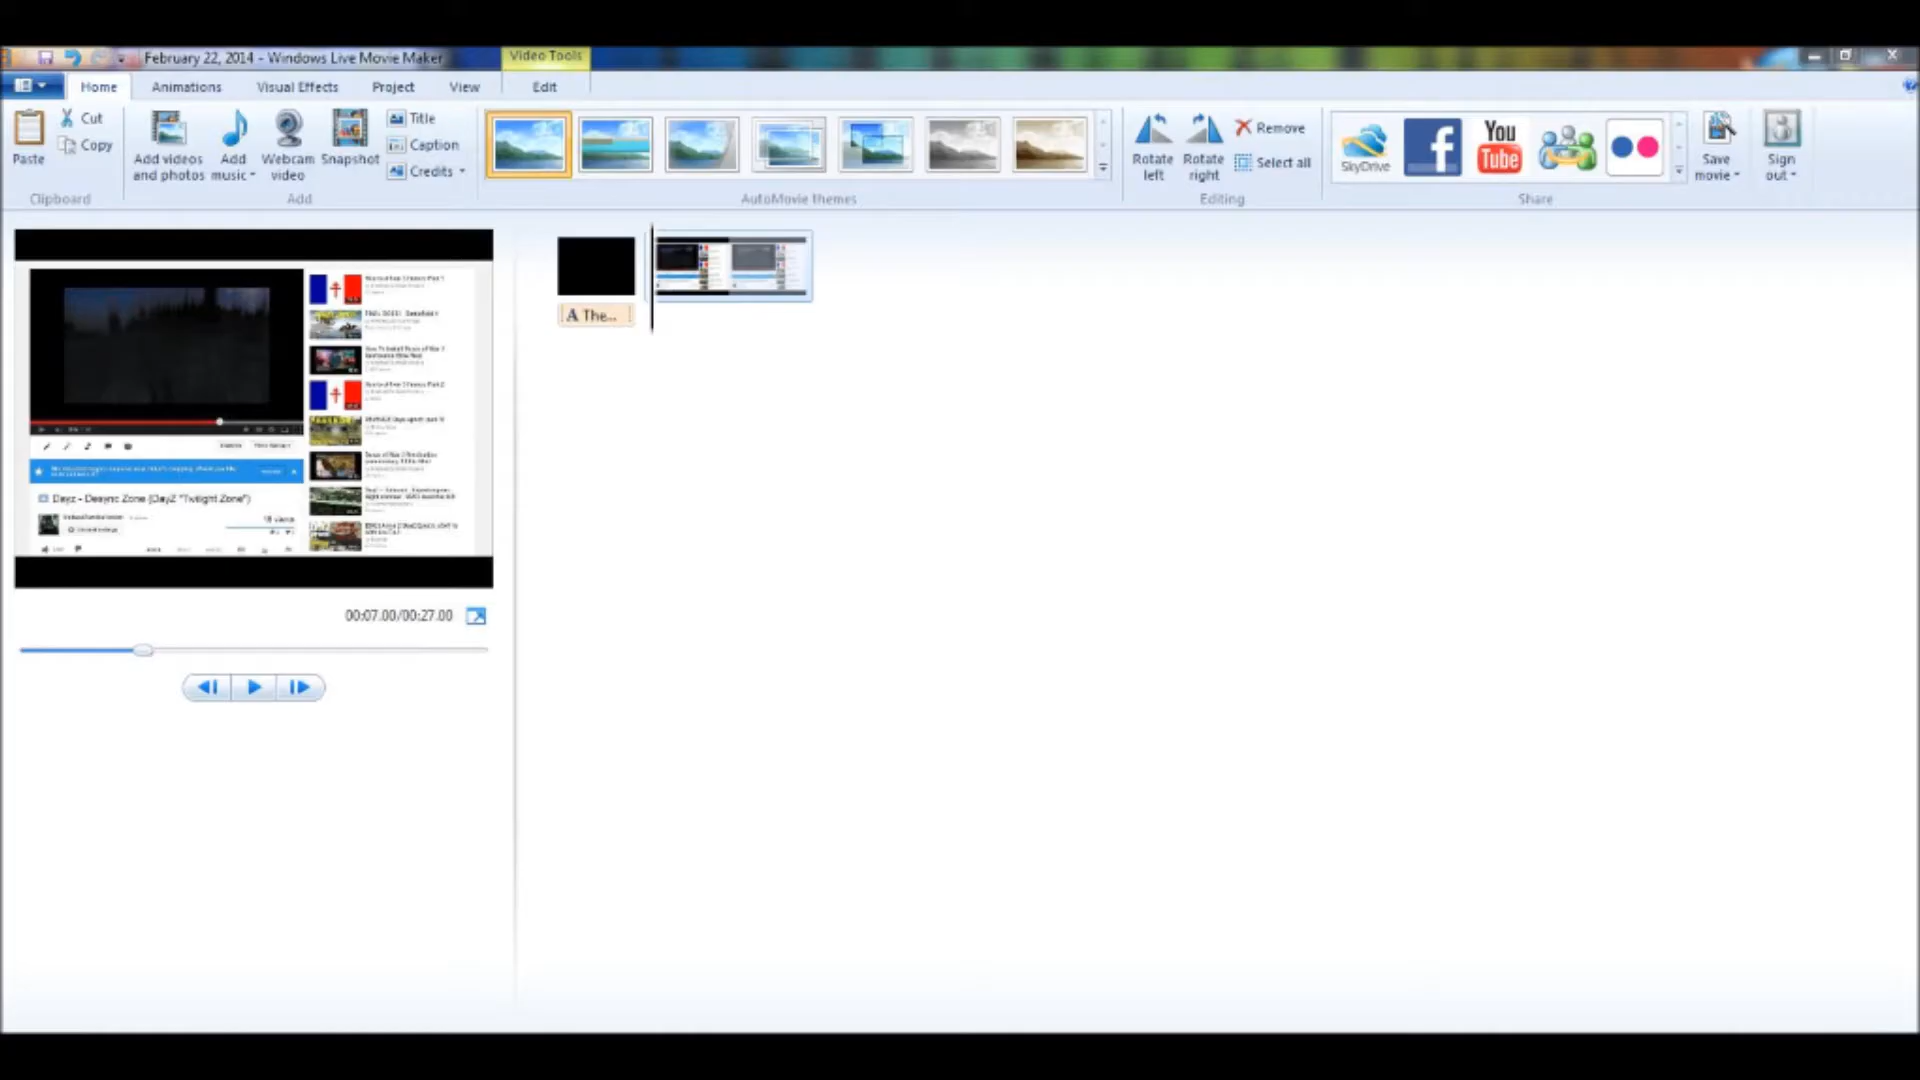 February 22, 2014 - Windows Live Movie Maker
Video Tools
Home
Animations
Visual Effects
Project
View
Edit
Paste
Cut
Copy
Clipboard
Add videos
and photos
Add
music
Webcam
video
Snapshot
Title
Caption
Credits
Add
AutoMovie themes
Rotate
left
Rotate
right
Remove
Select all
Editing
SkyDrive
f
You
Tube
Share
Save
movie
Sign
out
A The...
Dayz - Desync Zone (DayZ "Twilight Zone")
18 views
00:07.00/00:27.00